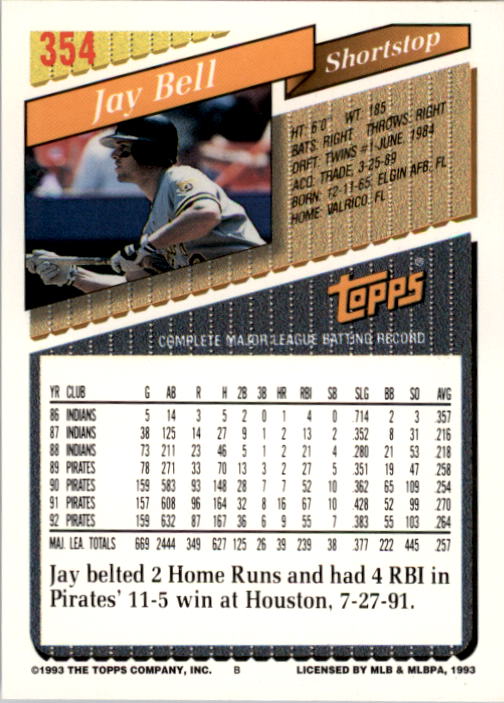 354
Jay Bell
Shortstop
HT: 6'0" WT: 185
BATS: RIGHT THROWS: RIGHT
DRFT: TWINS #1-JUNE, 1984
ACQ: TRADE, 3-25-89
BORN: 12-11-65, ELGIN AFB, FL
HOME: VALRICO, FL
TOPPS®
COMPLETE MAJOR LEAGUE BATTING RECORD
YR CLUB G AB R H 2B 3B HR RBI SB SLG BB SO AVG
86 INDIANS 5 14 3 5 2 0 1 4 0 .714 2 3 .357
87 INDIANS 38 125 14 27 9 1 2 13 2 .352 8 31 .216
88 INDIANS 73 211 23 46 5 1 2 21 4 .280 21 53 .218
89 PIRATES 78 271 33 70 13 3 2 27 5 .351 19 47 .258
90 PIRATES 159 583 93 148 28 7 7 52 10 .362 65 109 .254
91 PIRATES 157 608 96 164 32 8 16 67 10 .428 52 99 .270
92 PIRATES 159 632 87 167 36 6 9 55 7 .383 55 103 .264
MAJ. LEA. TOTALS 669 2444 349 627 125 26 39 239 38 .377 222 445 .257
Jay belted 2 Home Runs and had 4 RBI in
Pirates' 11-5 win at Houston, 7-27-91.
©1993 THE TOPPS COMPANY, INC. B LICENSED BY MLB & MLBPA, 1993